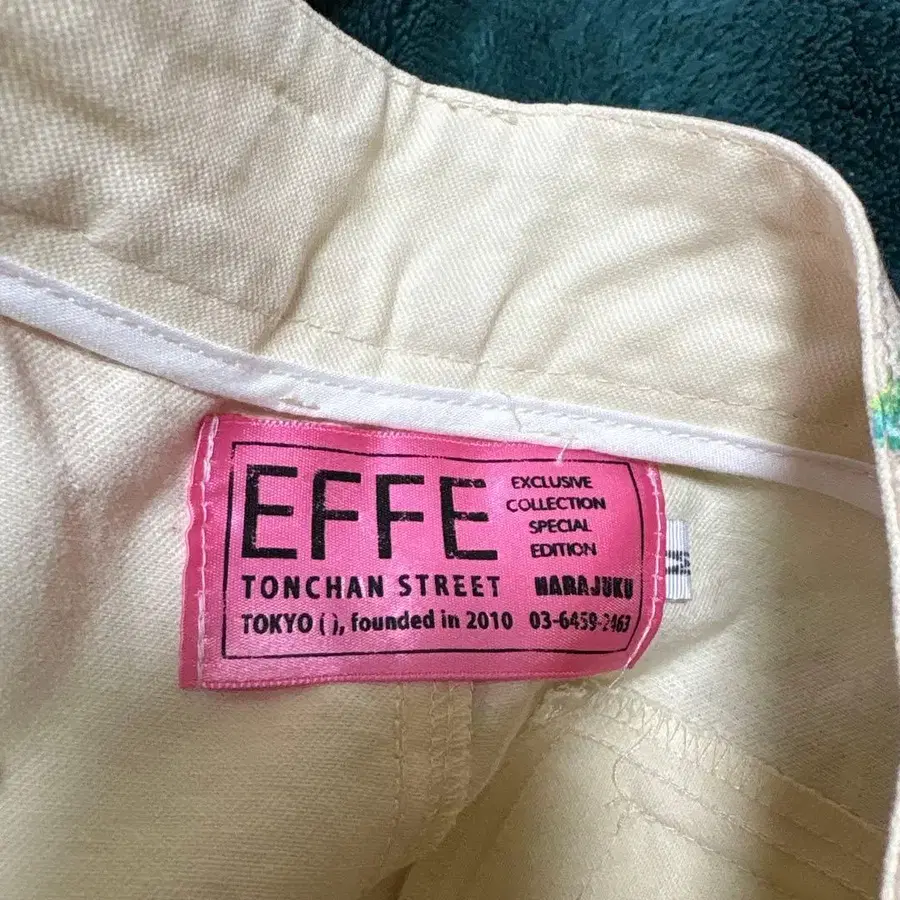 EFFE
EXCLUSIVE
COLLECTION
SPECIAL
EDITION
TONCHAN STREET HARAJUKU
TOKYO ( ), founded in 2010 03-6459-2463
M